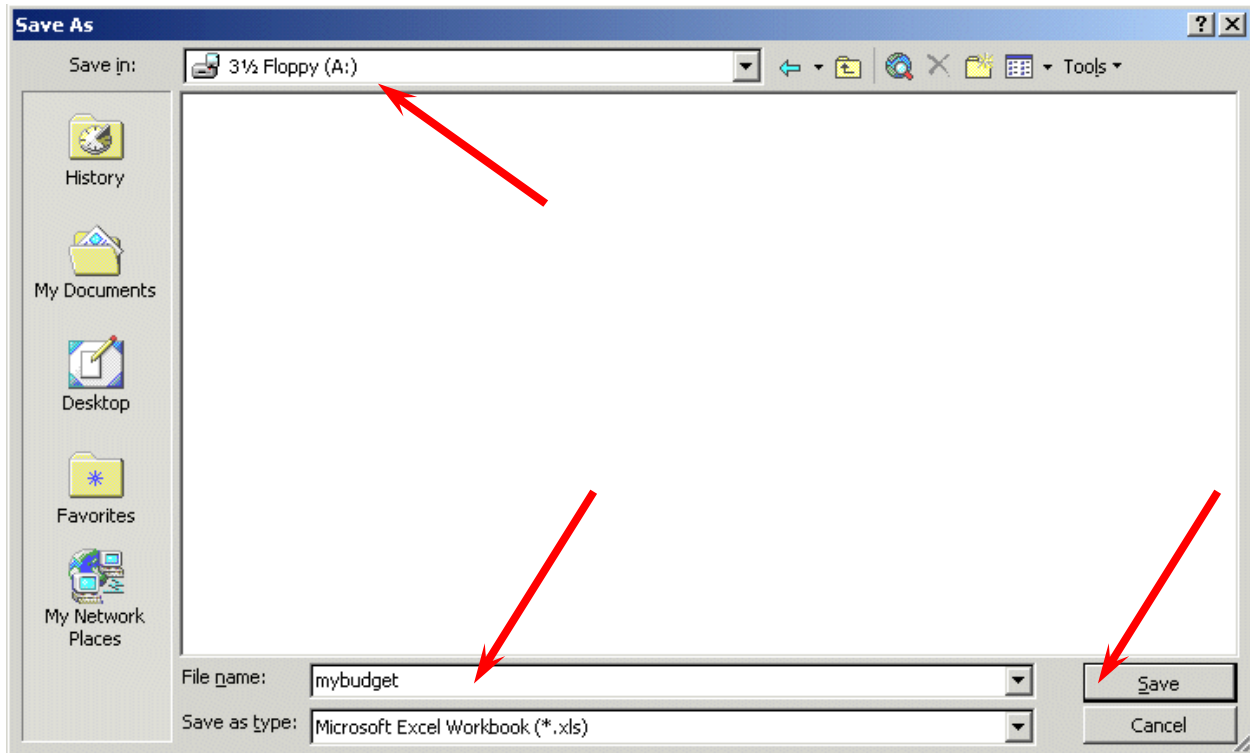 Save As
Save in:
3½ Floppy (A:)
Tools
History
My Documents
Desktop
Favorites
My Network
Places
File name:
mybudget
Save
Save as type:
Microsoft Excel Workbook (*.xls)
Cancel